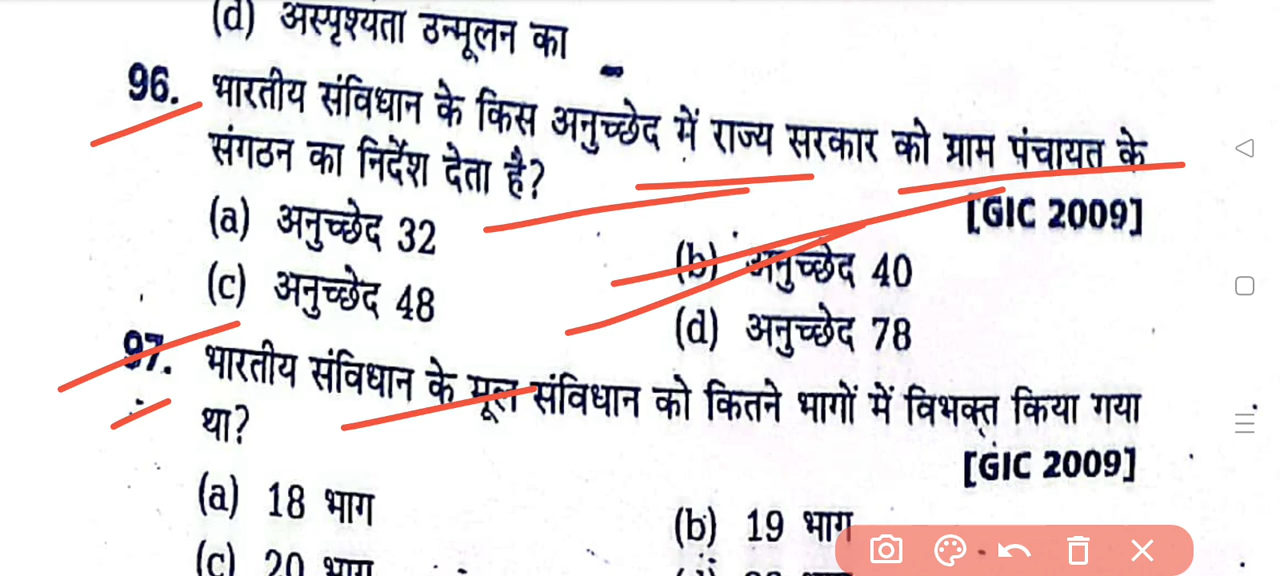 (d) अस्पृश्यता उन्मूलन का
96. भारतीय संविधान के किस अनुच्छेद में राज्य सरकार को ग्राम पंचायत के
संगठन का निर्देश देता है?
[GIC 2009]
(a) अनुच्छेद 32
(b) अनुच्छेद 40
(c) अनुच्छेद 48
(d) अनुच्छेद 78
97. भारतीय संविधान के मूल संविधान को कितने भागों में विभक्त किया गया
था?
[GIC 2009]
(a) 18 भाग
(b) 19 भाग
(c) 20 भाग